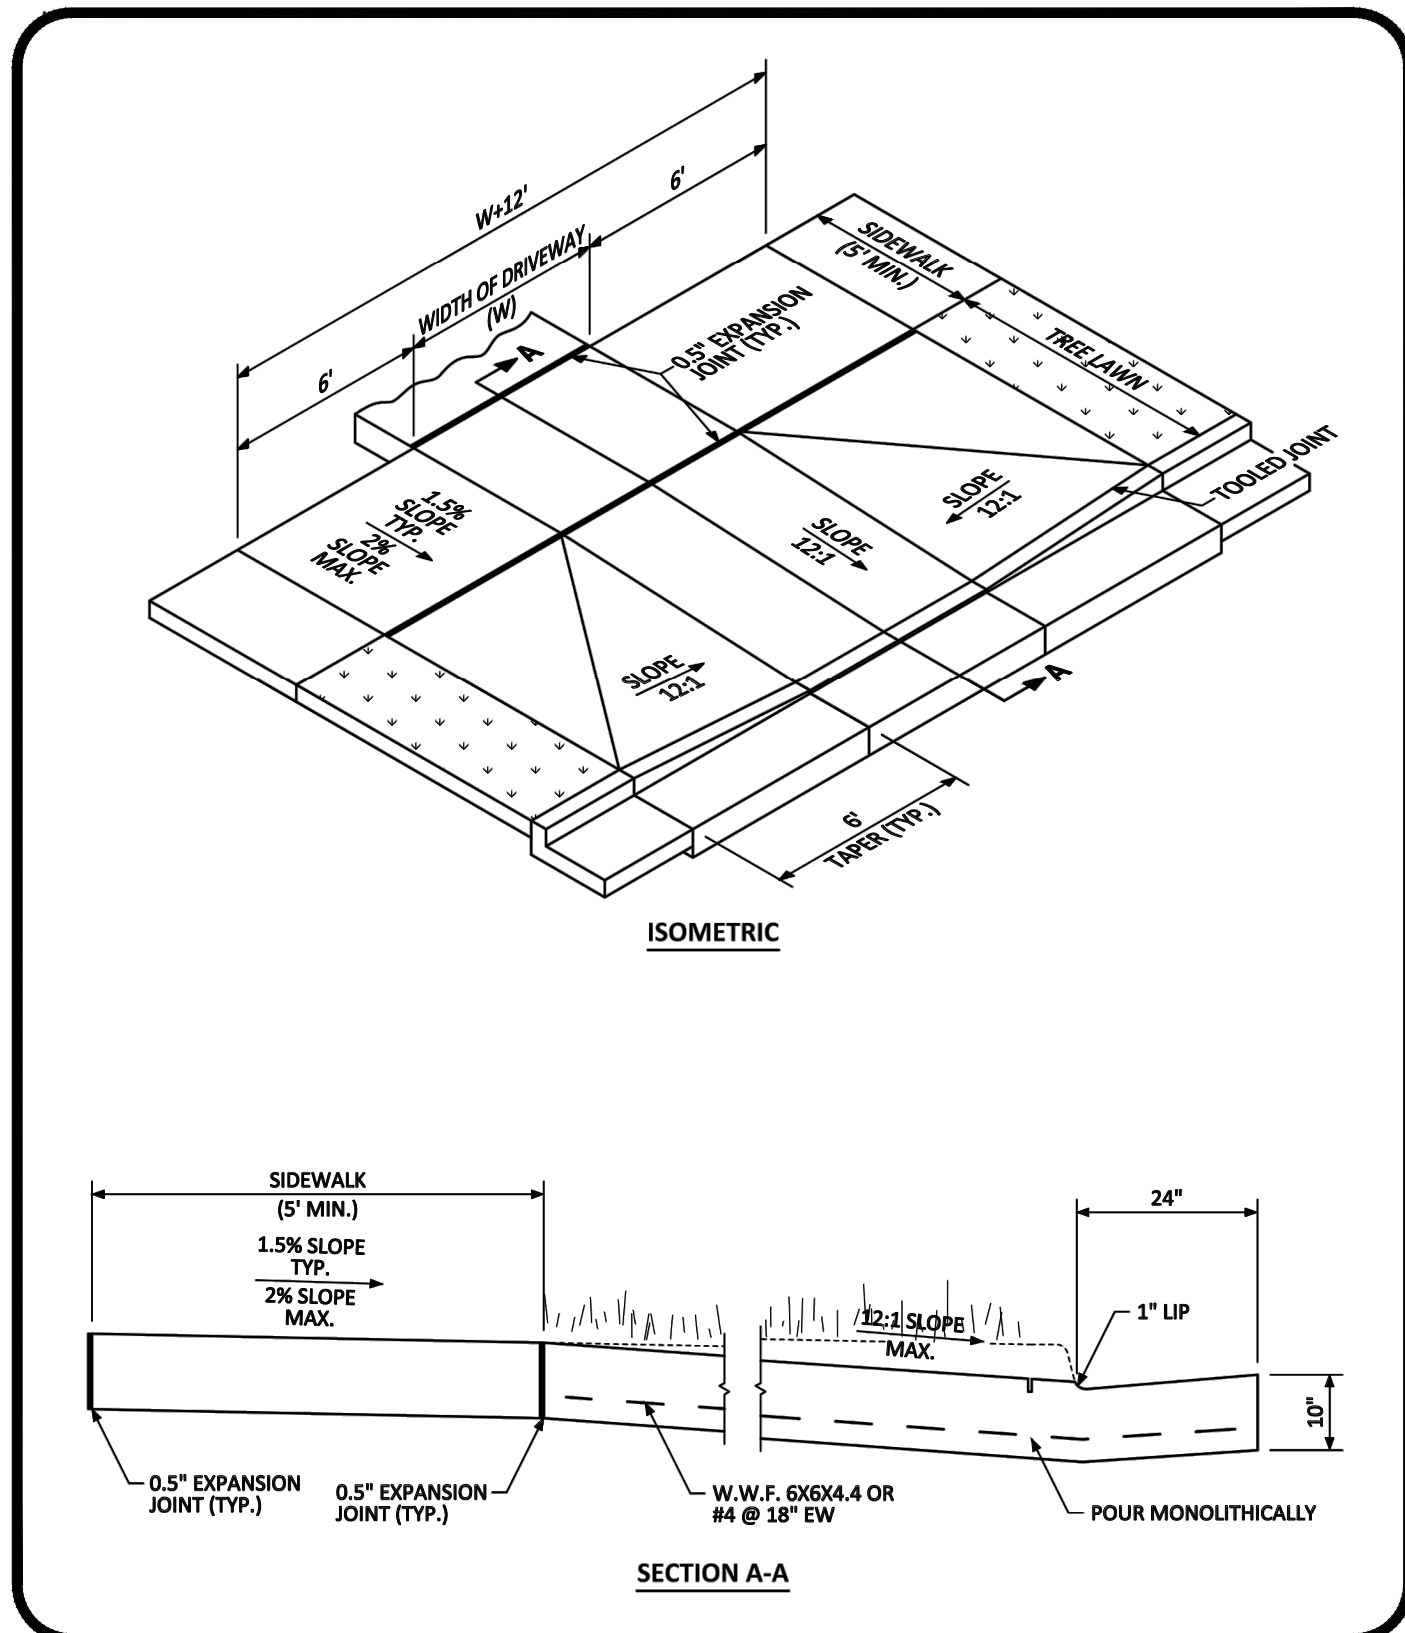 W+12'
6'
WIDTH OF DRIVEWAY
(W)
6'
A
SIDEWALK
(5' MIN.)
0.5" EXPANSION
JOINT (TYP.)
TREE LAWN
TOOLED JOINT
1.5%
SLOPE
TYP.
2%
SLOPE
MAX.
SLOPE
12:1
SLOPE
12:1
SLOPE
12:1
A
6'
TAPER (TYP.)
ISOMETRIC
SIDEWALK
(5' MIN.)
1.5% SLOPE
TYP.
2% SLOPE
MAX.
24"
12:1 SLOPE
MAX.
1" LIP
10"
0.5" EXPANSION
JOINT (TYP.)
0.5" EXPANSION
JOINT (TYP.)
W.W.F. 6X6X4.4 OR
#4 @ 18" EW
POUR MONOLITHICALLY
SECTION A-A